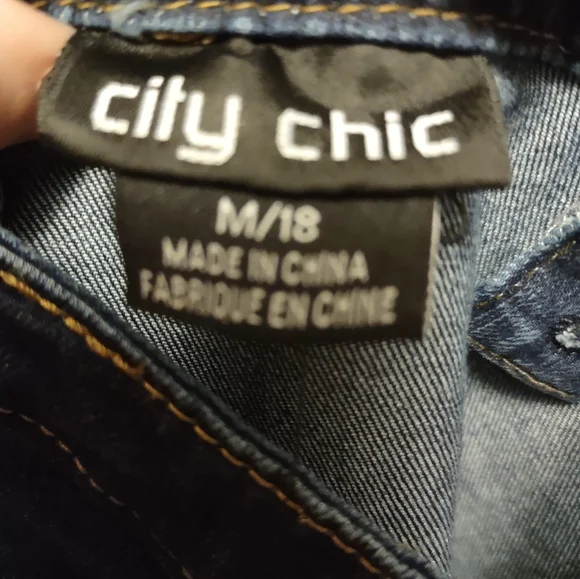 city chic
M/18
MADE IN CHINA
FABRIQUE EN CHINE